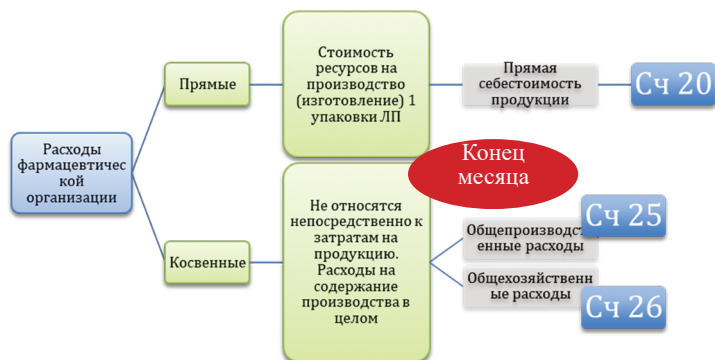 Расходы
фармацевтичес
кой
организации
Прямые
Стоимость
ресурсов на
производство
(изготовление) 1
упаковки ЛП
Прямая
себестоимость
продукции
Сч 20
Конец
месяца
Косвенные
Не относятся
непосредственно к
затратам на
продукцию.
Расходы на
содержание
производства в
целом
Общепроизводств
енные расходы
Сч 25
Общехозяйственн
ые расходы
Сч 26